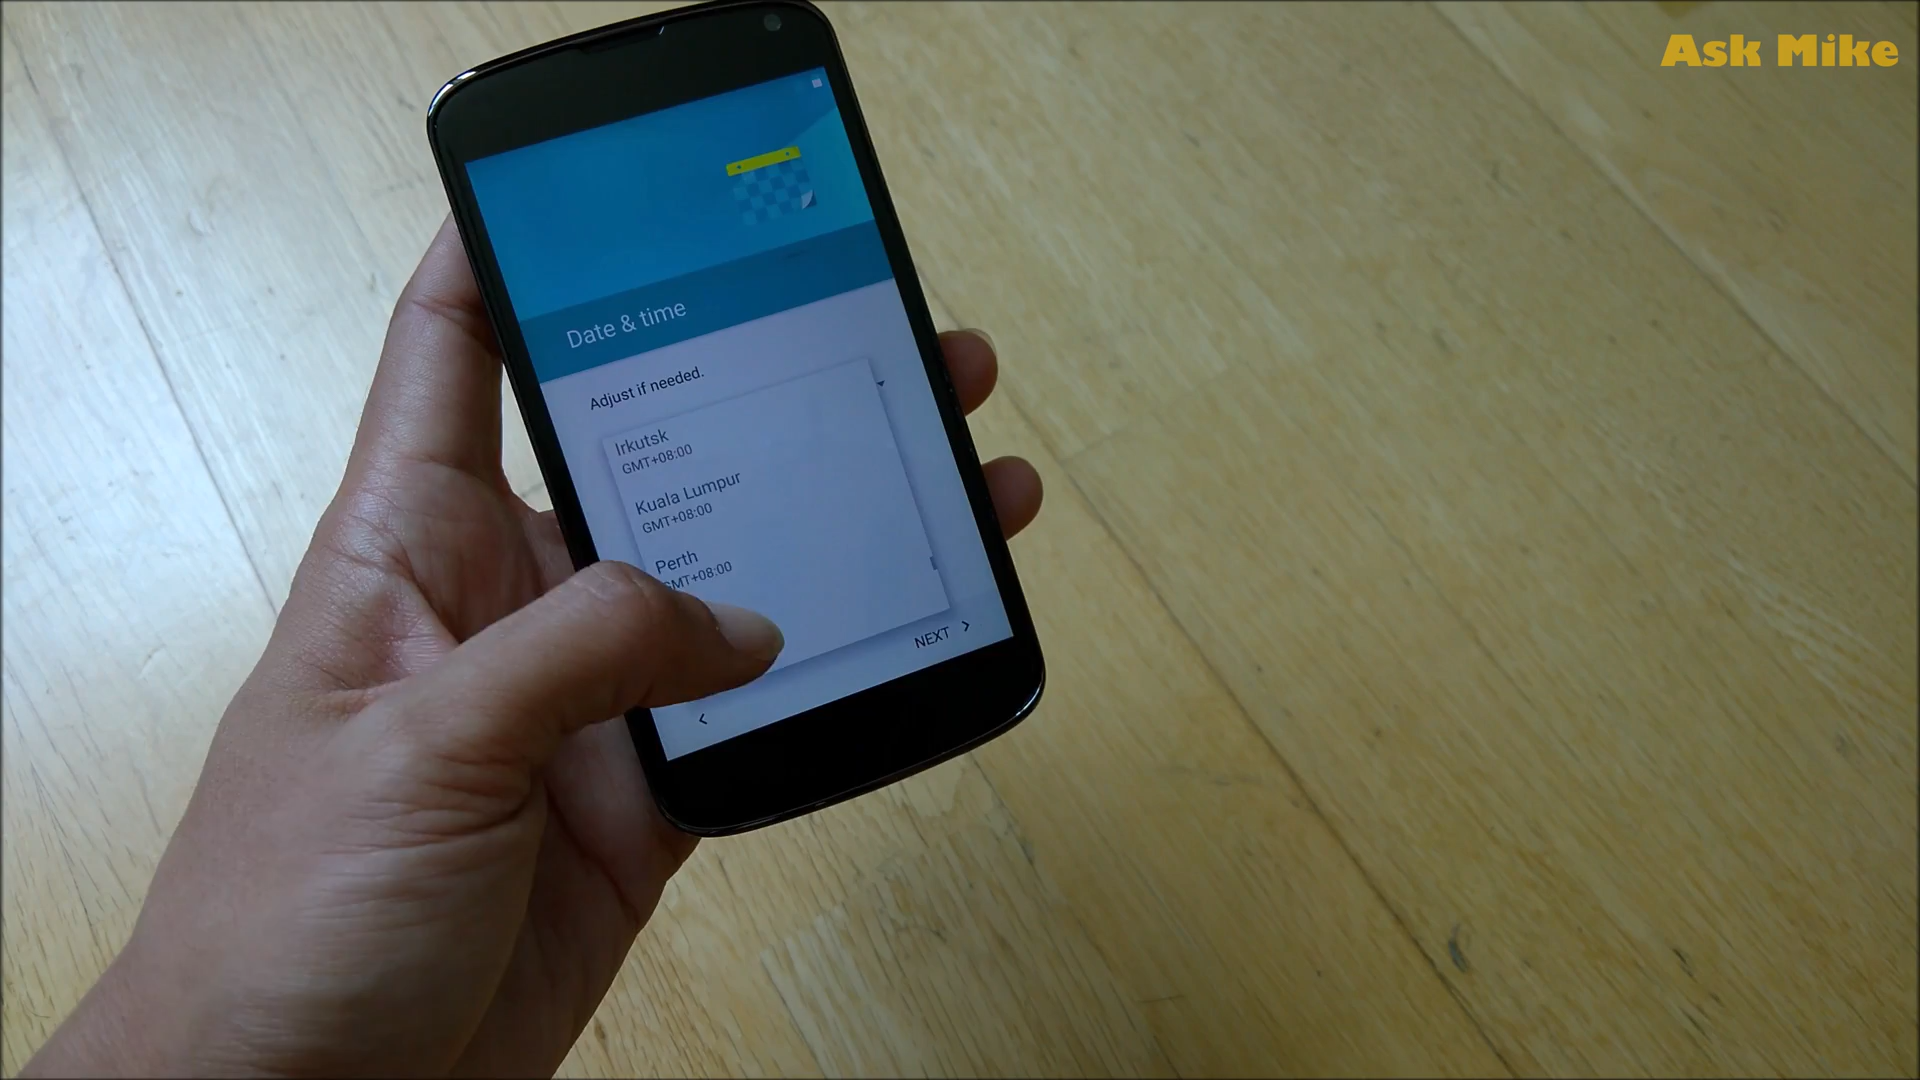 Ask Mike
Date & time
Adjust if needed.
Irkutsk
GMT+08:00
Kuala Lumpur
GMT+08:00
Perth
GMT+08:00
NEXT